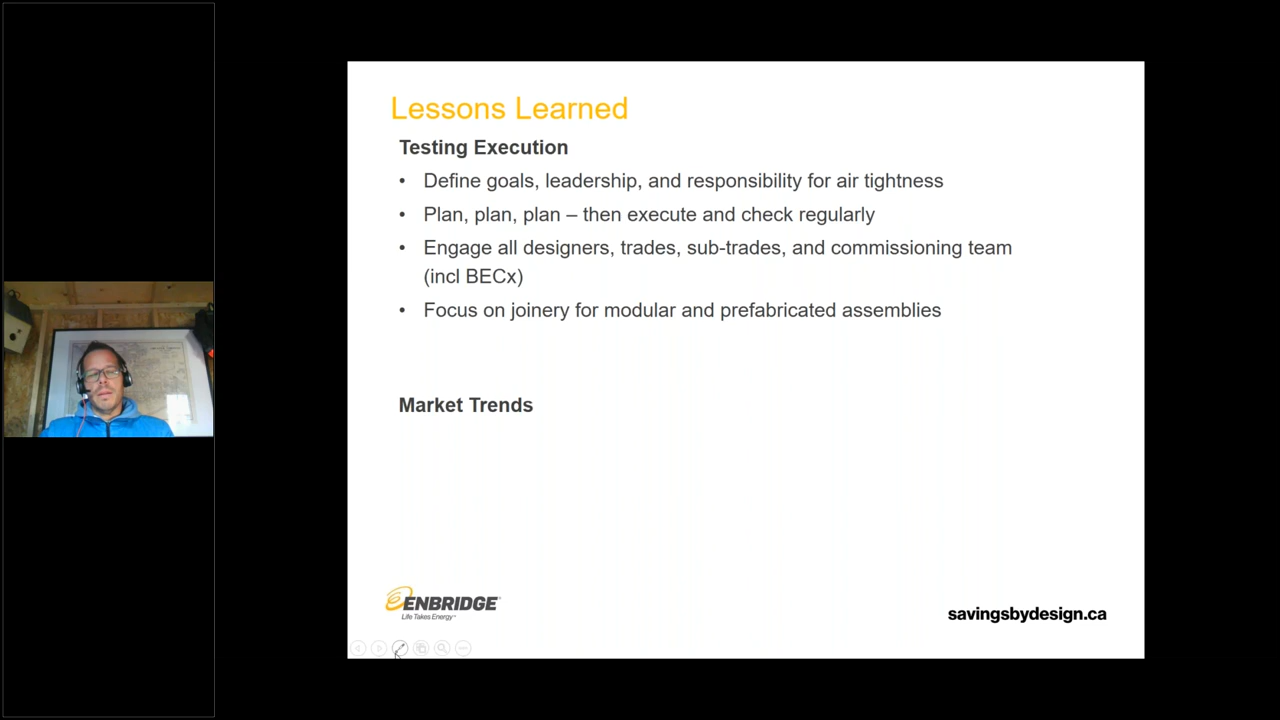 Lessons Learned
Testing Execution
• Define goals, leadership, and responsibility for air tightness
• Plan, plan, plan – then execute and check regularly
• Engage all designers, trades, sub-trades, and commissioning team
(incl BECx)
• Focus on joinery for modular and prefabricated assemblies
Market Trends
ENBRIDGE
Life Takes Energy™
savingsbydesign.ca